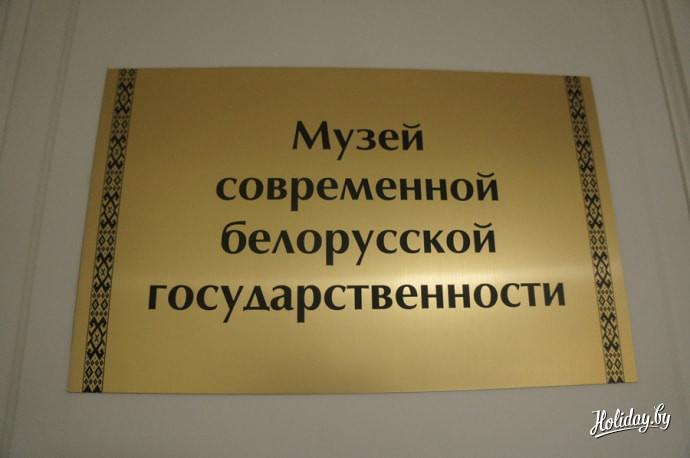 Музей
современной
белорусской
государственности
Holiday.by